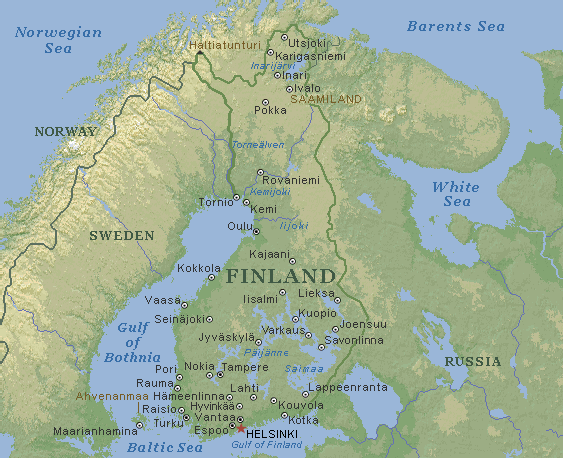 Norwegian
Sea
Barents Sea
Haltiatunturi
Utsjoki
Karigasniemi
Inarijärvi
Inari
Ivalo
SAAMILAND
Pokka
NORWAY
Torneälven
Rovaniemi
Kemijoki
White
Sea
Tornio
Kemi
Oulu
Iijoki
SWEDEN
Kajaani
Kokkola
FINLAND
Iisalmi
Lieksa
Vaasa
Kuopio
Seinäjoki
Joensuu
Varkaus
Gulf
of
Bothnia
Jyväskylä
Savonlinna
Päijänne
RUSSIA
Saimaa
Nokia
Tampere
Pori
Rauma
Lahti
Lappeenranta
Ahvenanmaa
Hämeenlinna
Raisio
Hyvinkää
Kouvola
Turku
Vantaa
Kotka
Maarianhamina
Espoo
HELSINKI
Baltic Sea
Gulf of Finland